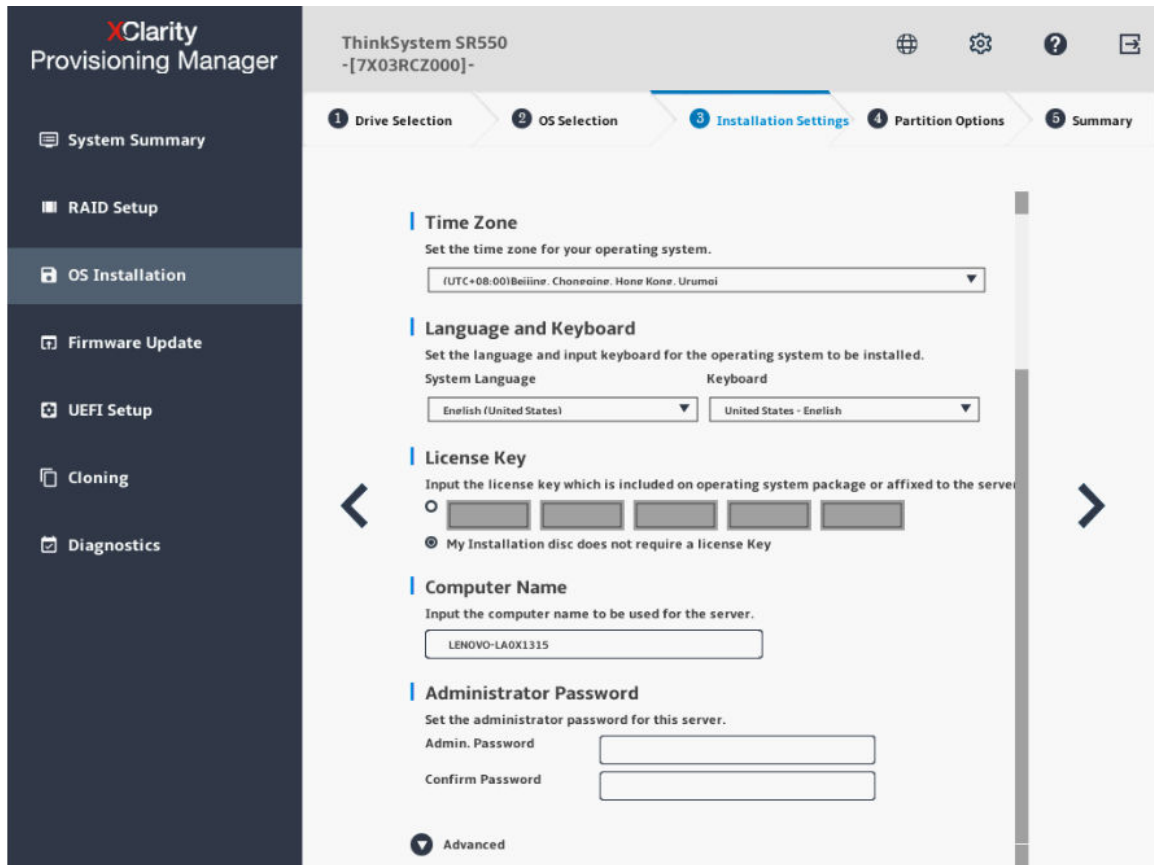 XClarity
Provisioning Manager
ThinkSystem SR550
-[7X03RCZ000]-
System Summary
RAID Setup
OS Installation
Firmware Update
UEFI Setup
Cloning
Diagnostics
1 Drive Selection
2 OS Selection
3 Installation Settings
4 Partition Options
5 Summary
Time Zone
Set the time zone for your operating system.
(UTC+08:00)Beijing, Chongqing, Hong Kong, Urumqi
Language and Keyboard
Set the language and input keyboard for the operating system to be installed.
System Language Keyboard
English (United States) United States - English
License Key
Input the license key which is included on operating system package or affixed to the server
My Installation disc does not require a license Key
Computer Name
Input the computer name to be used for the server.
LENOVO-LA0X1315
Administrator Password
Set the administrator password for this server.
Admin. Password
Confirm Password
Advanced